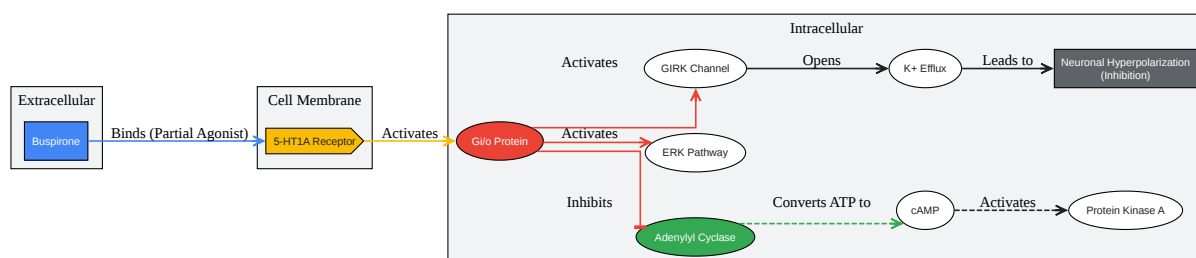 Intracellular
Activates
GIRK Channel
Opens
K+ Efflux
Leads to
Neuronal Hyperpolarization
(Inhibition)
Extracellular
Buspirone
Binds (Partial Agonist)
Cell Membrane
5-HT1A Receptor
Activates
Gi/o Protein
Activates
ERK Pathway
Inhibits
Adenylyl Cyclase
Converts ATP to
cAMP
Activates
Protein Kinase A